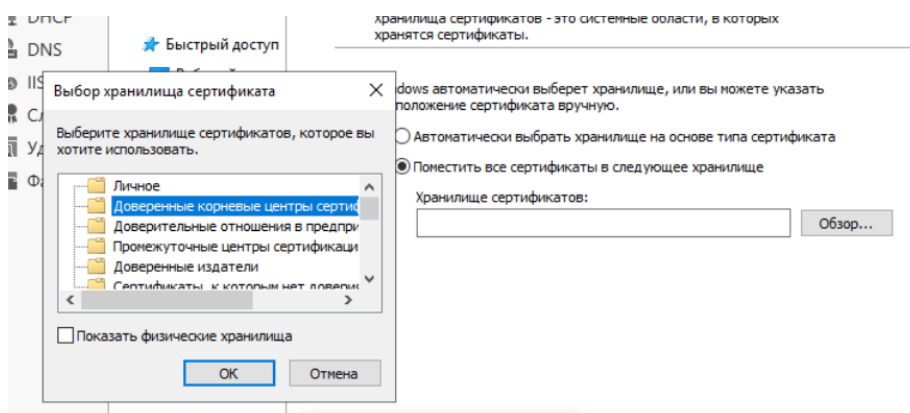 DHCP
DNS
IIS
Быстрый доступ
хранилища сертификатов - это системные области, в которых
хранятся сертификаты.
Выбор хранилища сертификата
Выберите хранилище сертификатов, которое вы
хотите использовать.
Личное
Доверенные корневые центры сертиф
Доверительные отношения в предпри
Промежуточные центры сертификаци
Доверенные издатели
Сертификаты, к которым нет довери
Показать физические хранилища
OK
Отмена
dows автоматически выберет хранилище, или вы можете указать
положение сертификата вручную.
Автоматически выбрать хранилище на основе типа сертификата
Поместить все сертификаты в следующее хранилище
Хранилище сертификатов:
Обзор...